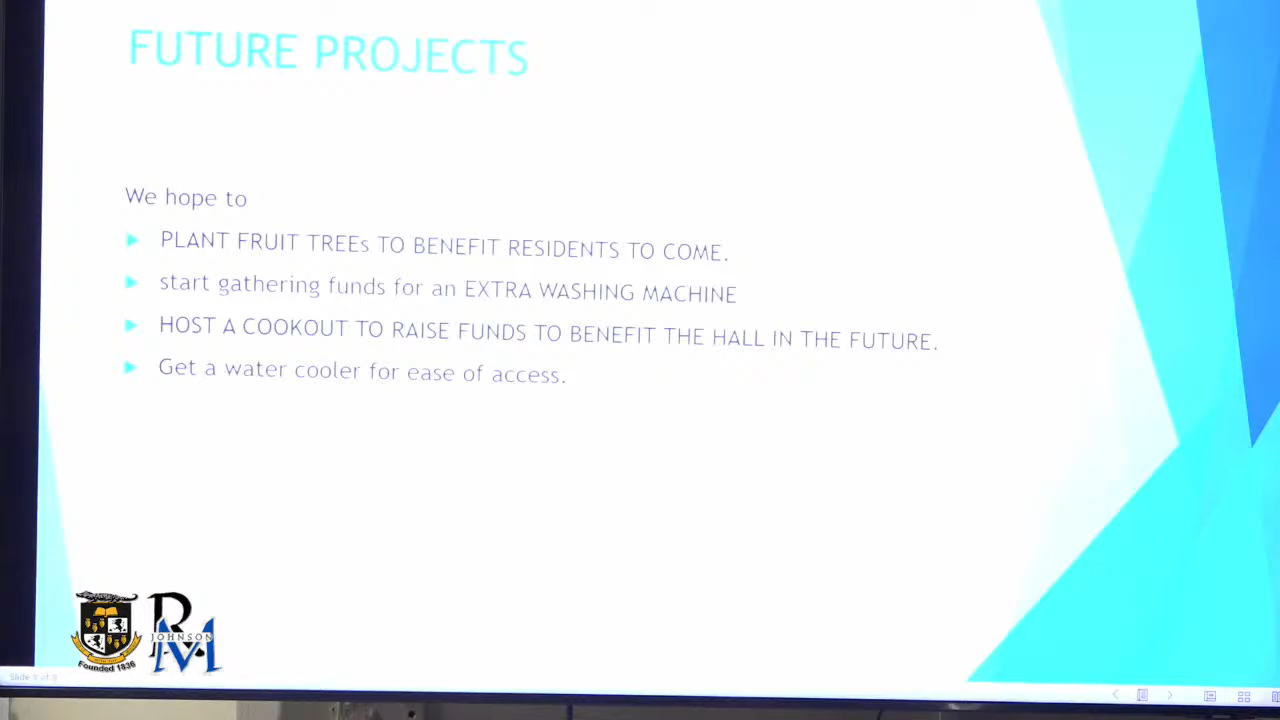 FUTURE PROJECTS
We hope to
PLANT FRUIT TREEs TO BENEFIT RESIDENTS TO COME.
start gathering funds for an EXTRA WASHING MACHINE
HOST A COOKOUT TO RAISE FUNDS TO BENEFIT THE HALL IN THE FUTURE.
Get a water cooler for ease of access.
RM
JOHNSON
Founded 1836